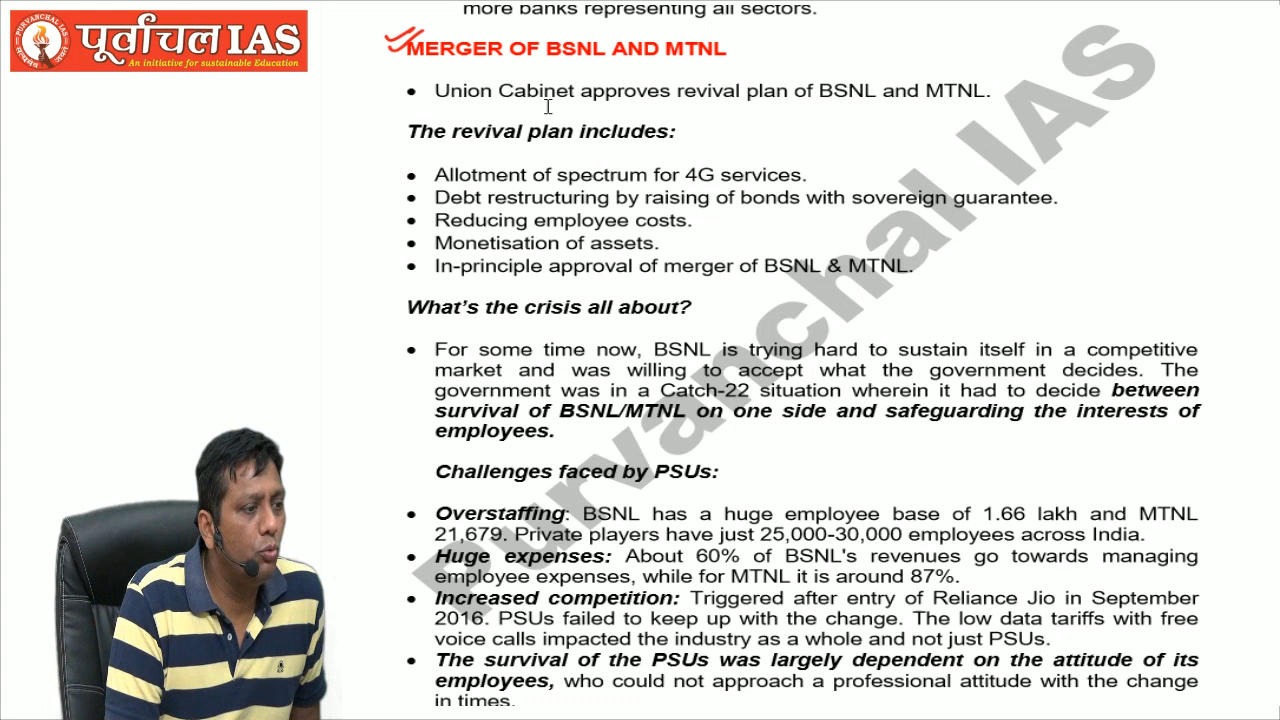 more banks representing all sectors.
PURVANCHAL IAS
पूर्वांचल IAS
An initiative for sustainable Education
MERGER OF BSNL AND MTNL
• Union Cabinet approves revival plan of BSNL and MTNL.
The revival plan includes:
• Allotment of spectrum for 4G services.
• Debt restructuring by raising of bonds with sovereign guarantee.
• Reducing employee costs.
• Monetisation of assets.
• In-principle approval of merger of BSNL & MTNL.
What's the crisis all about?
• For some time now, BSNL is trying hard to sustain itself in a competitive
market and was willing to accept what the government decides. The
government was in a Catch-22 situation wherein it had to decide between
survival of BSNL/MTNL on one side and safeguarding the interests of
employees.
Challenges faced by PSUs:
• Overstaffing: BSNL has a huge employee base of 1.66 lakh and MTNL
21,679. Private players have just 25,000-30,000 employees across India.
• Huge expenses: About 60% of BSNL's revenues go towards managing
employee expenses, while for MTNL it is around 87%.
• Increased competition: Triggered after entry of Reliance Jio in September
2016. PSUs failed to keep up with the change. The low data tariffs with free
voice calls impacted the industry as a whole and not just PSUs.
• The survival of the PSUs was largely dependent on the attitude of its
employees, who could not approach a professional attitude with the change
in times.
Purvanchal IAS